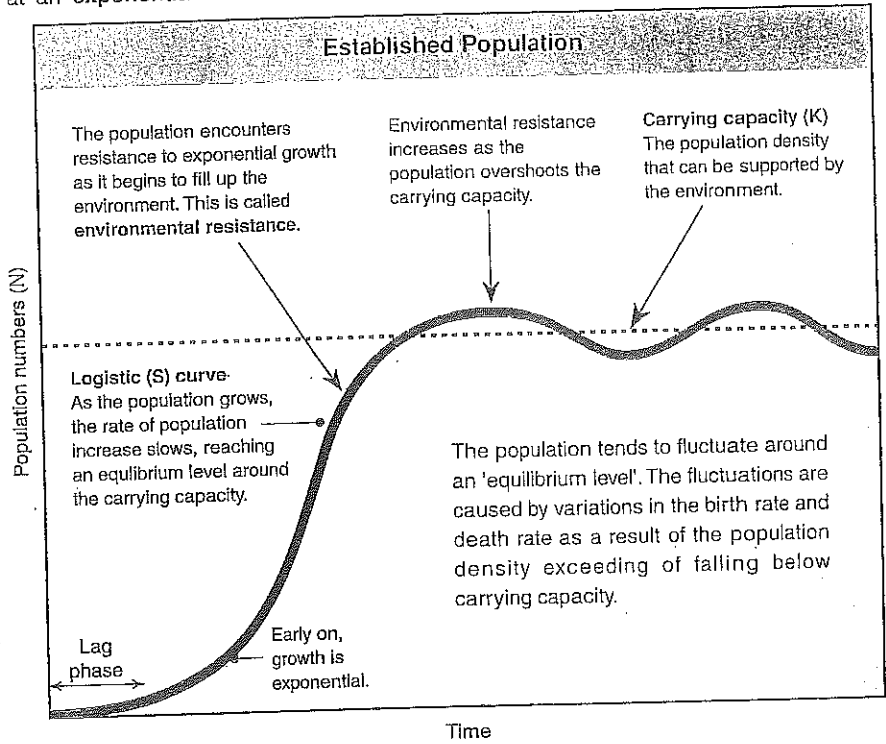 at an exponenti
Established Population
The population encounters
resistance to exponential growth
as it begins to fill up the
environment. This is called
environmental resistance.
Environmental resistance
increases as the
population overshoots the
carrying capacity.
Carrying capacity (K)
The population density
that can be supported by
the environment.
Population numbers (N)
Logistic (S) curve
As the population grows,
the rate of population
increase slows, reaching
an equlibrium level around
the carrying capacity.
The population tends to fluctuate around
an 'equilibrium level'. The fluctuations are
caused by variations in the birth rate and
death rate as a result of the population
density exceeding of falling below
carrying capacity.
Lag
phase
Early on,
growth is
exponential.
Time